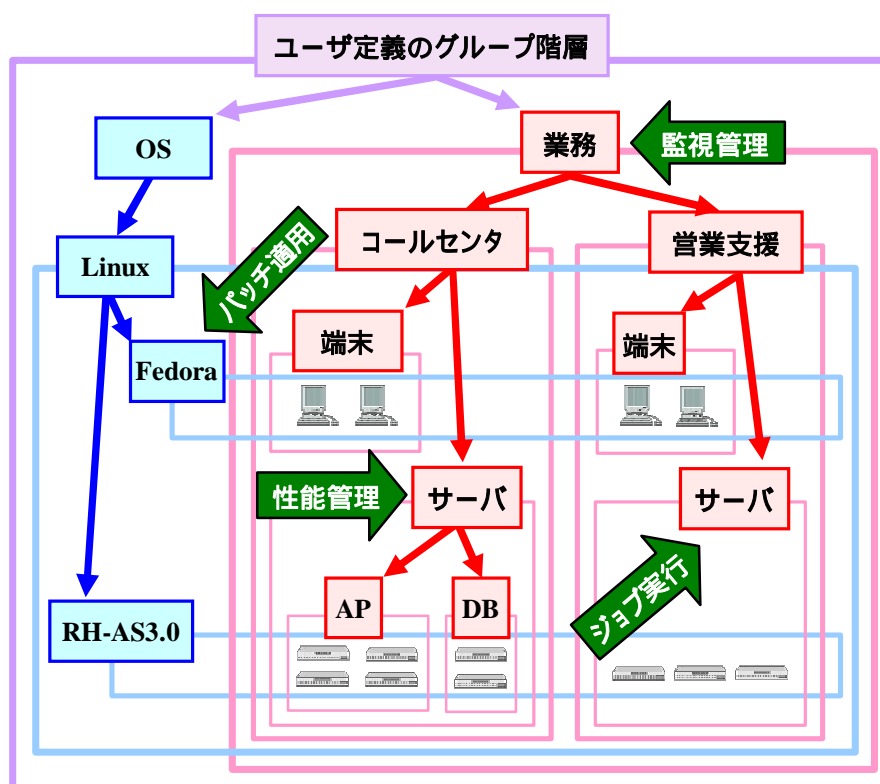 ユーザ定義のグループ階層
OS
業務
監視管理
コールセンタ
営業支援
Linux
パッチ適用
端末
端末
Fedora
性能管理
サーバ
サーバ
AP
DB
ジョブ実行
RH-AS3.0